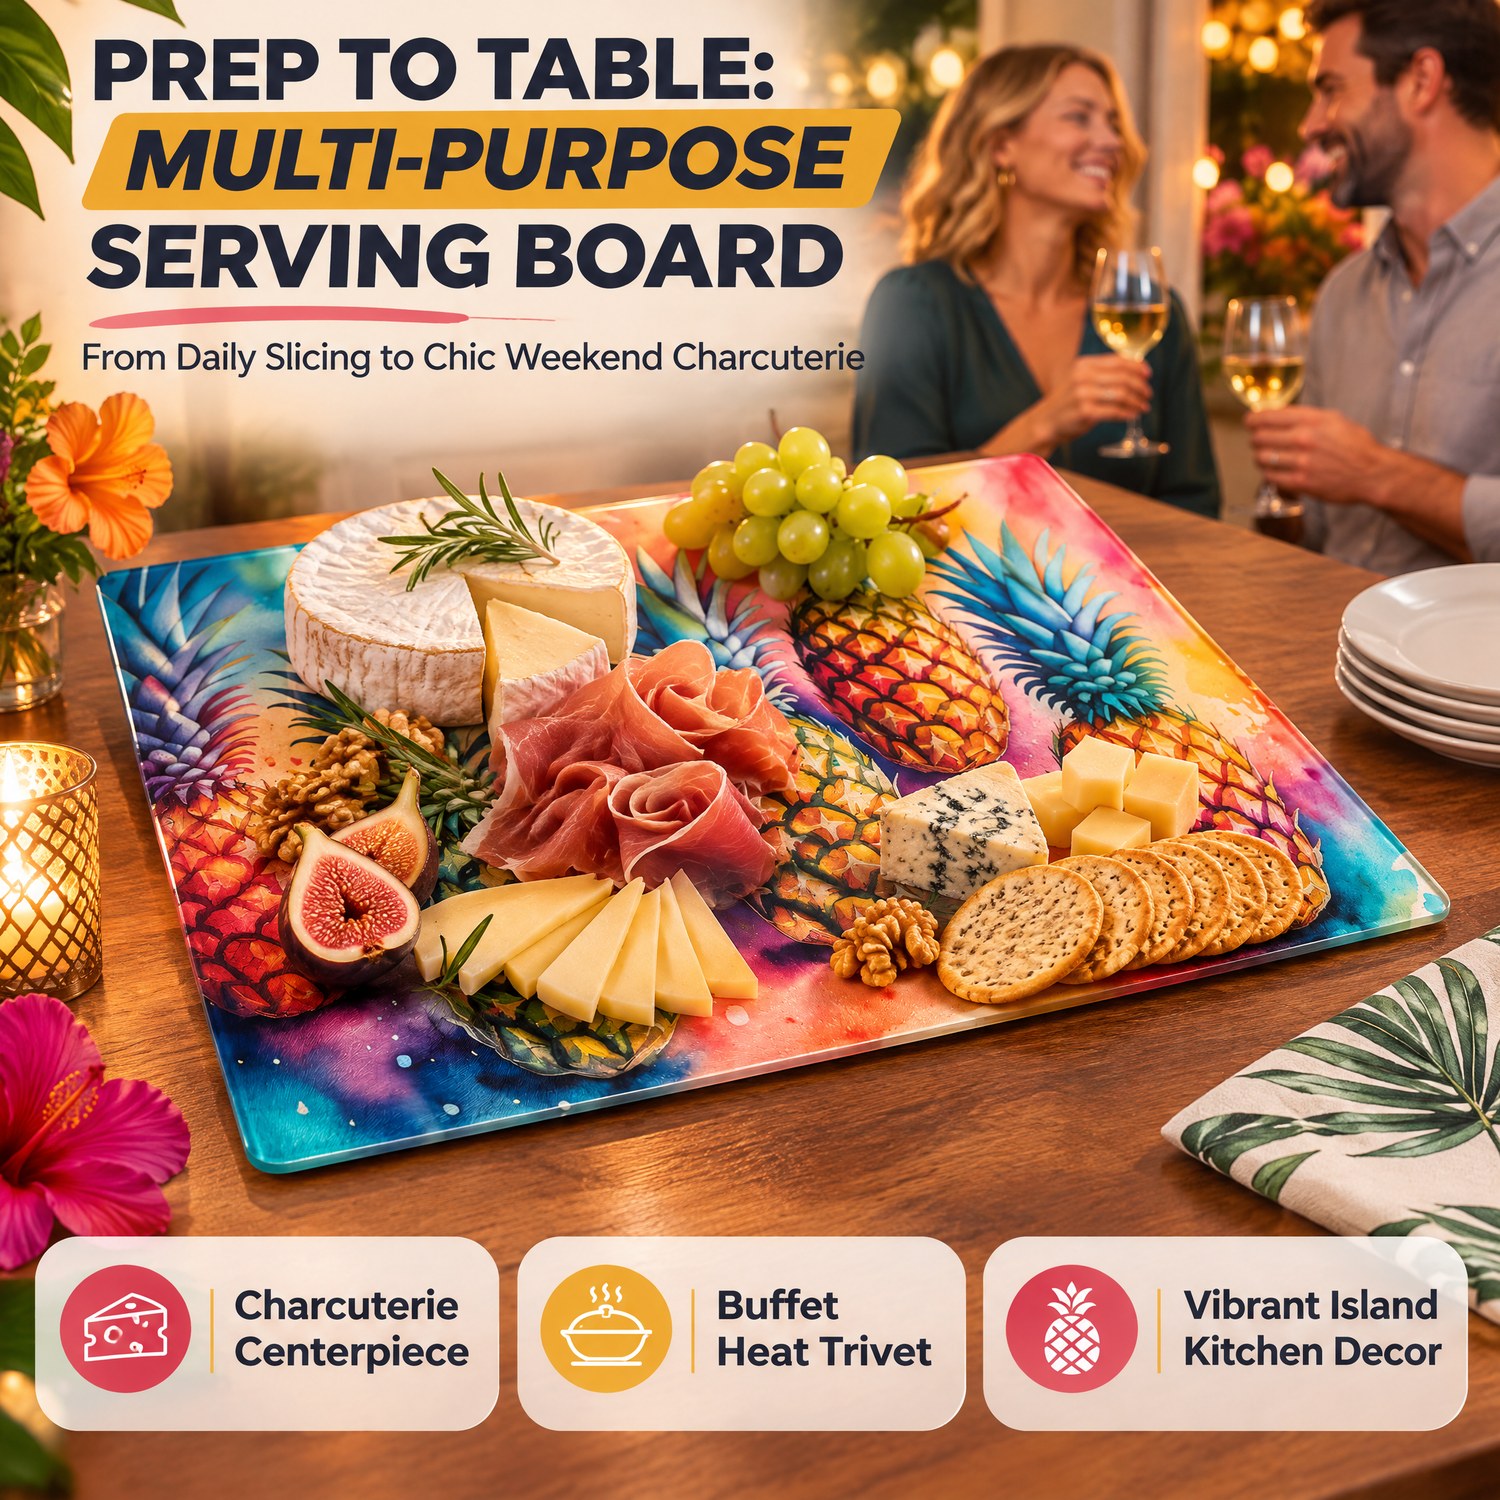 PREP TO TABLE:
MULTI-PURPOSE
SERVING BOARD
From Daily Slicing to Chic Weekend Charcuterie
Charcuterie
Centerpiece
Buffet
Heat Trivet
Vibrant Island
Kitchen Decor